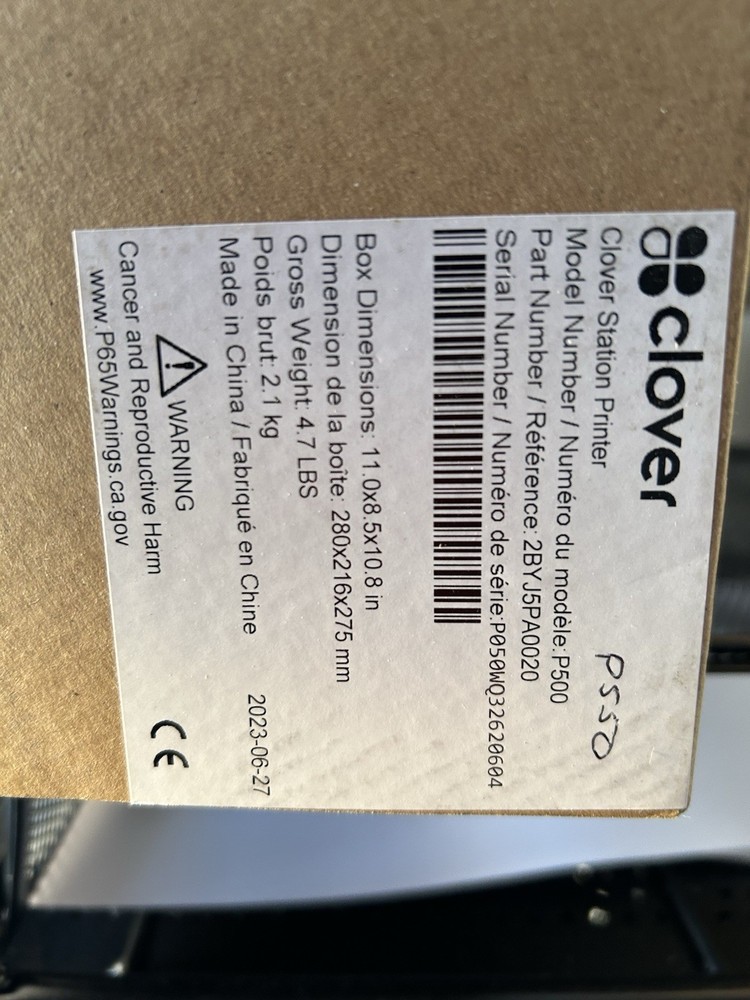 clover
Clover Station Printer
Model Number / Numéro du modèle:P500
P550
Part Number / Référence: 2BYJ5PA0020
Serial Number / Numéro de série:P050WQ32620604
Box Dimensions: 11.0x8.5x10.8 in
Dimension de la boîte: 280x216x275 mm
Gross Weight: 4.7 LBS
Poids brut: 2.1 kg
Made in China / Fabriqué en Chine 2023-06-27
WARNING
Cancer and Reproductive Harm
www.P65Warnings.ca.gov
CE